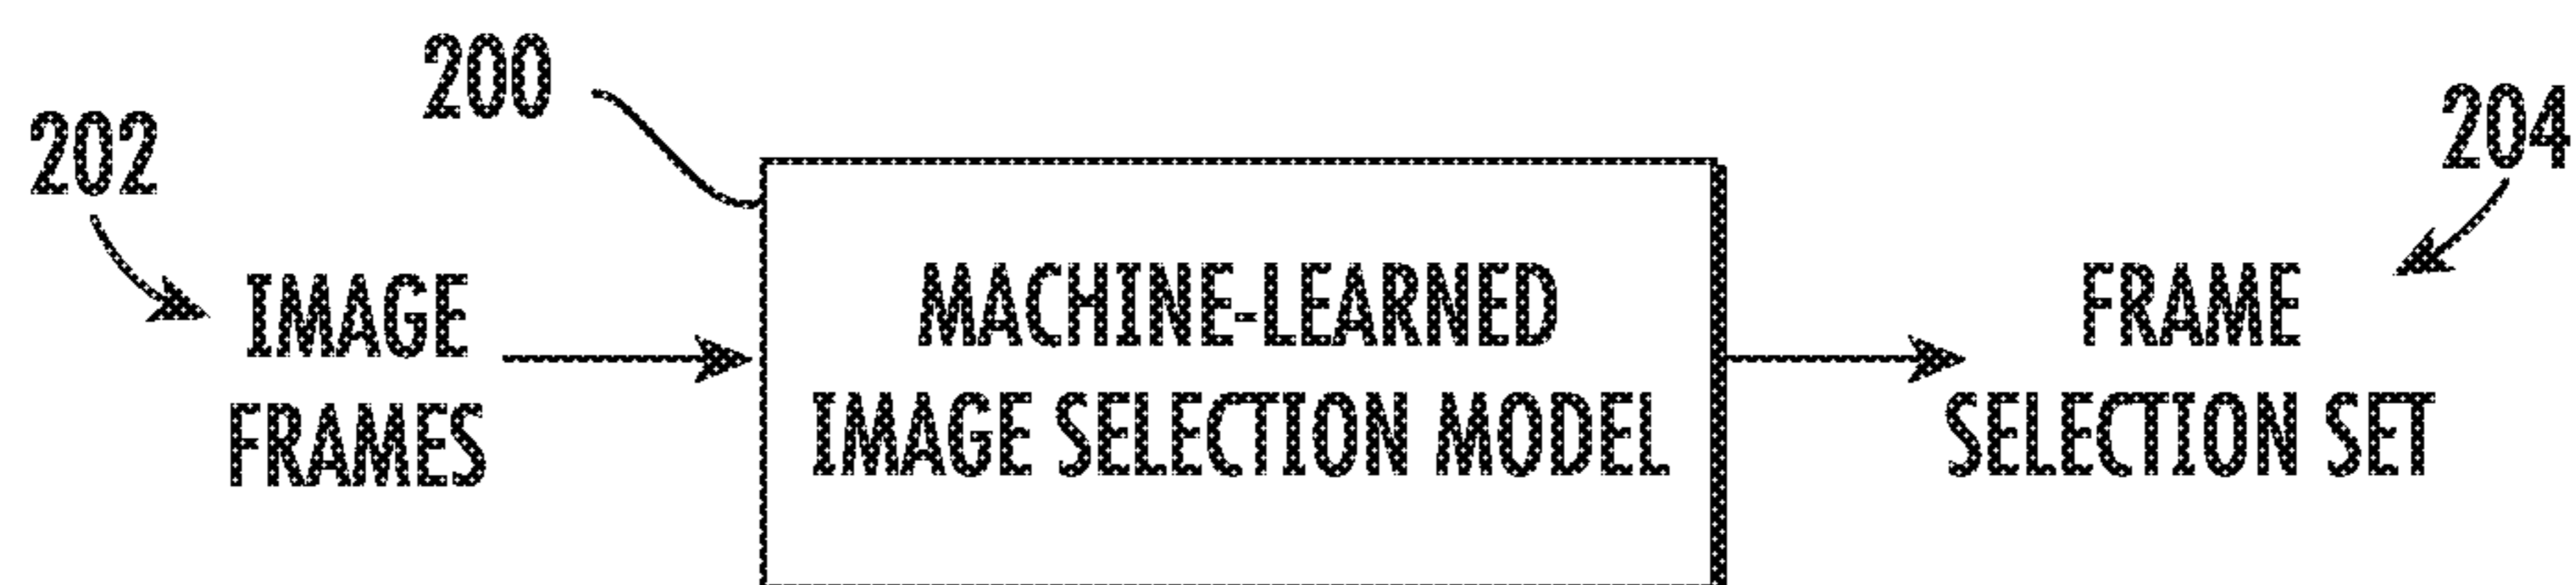 200
202
204
IMAGE
FRAMES
MACHINE-LEARNED
IMAGE SELECTION MODEL
FRAME
SELECTION SET